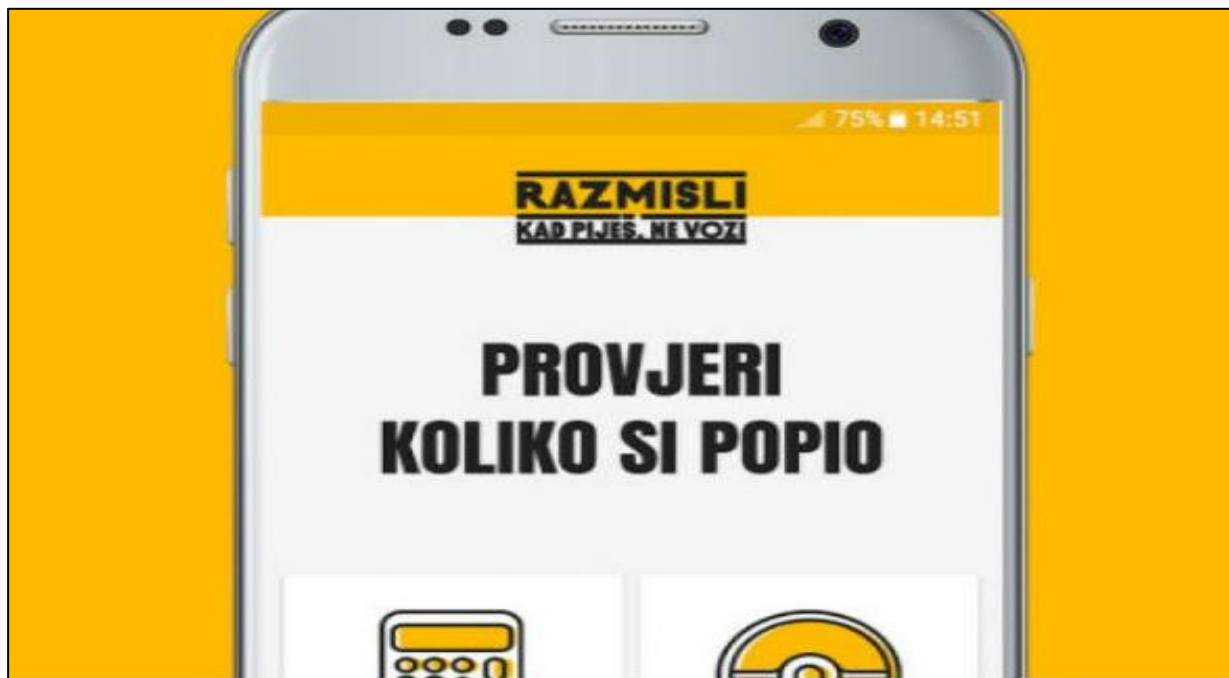 75% 14:51
RAZMISLI
KAD PIJEŠ, NE VOZI
PROVJERI
KOLIKO SI POPIO